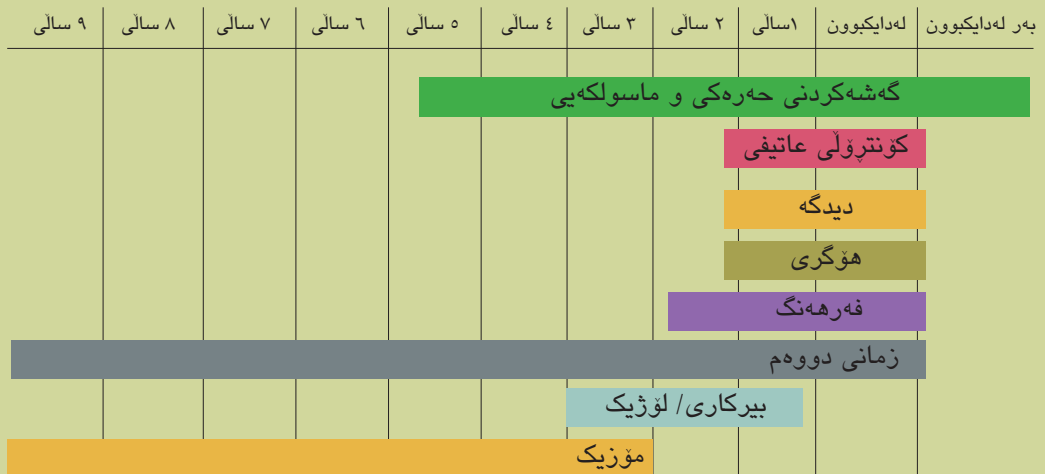 بەر لەدایکبوون لەدایکبوون ١ساڵی ٢ ساڵی ٣ ساڵی ٤ ساڵی ٥ ساڵی ٦ ساڵی ٧ ساڵی ٨ ساڵی ٩ ساڵی
گەشەکردنی حەرەکی و ماسولکەیی
کۆنترۆڵی عاتیفی
دیدگە
هۆگری
فەرهەنگ
زمانی دووەم
بیرکاری/ لۆژیک
مۆزیک